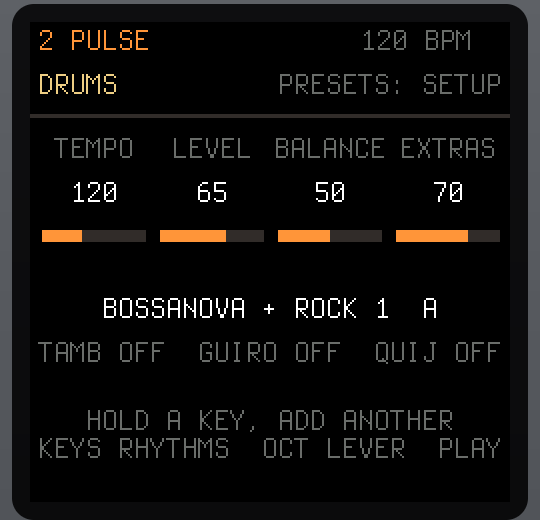 2 PULSE 120 BPM
DRUMS PRESETS: SETUP
TEMPO LEVEL BALANCE EXTRAS
120 65 50 70
BOSSANOVA + ROCK 1 A
TAMB OFF GUIRO OFF QUIJ OFF
HOLD A KEY, ADD ANOTHER
KEYS RHYTHMS OCT LEVER PLAY